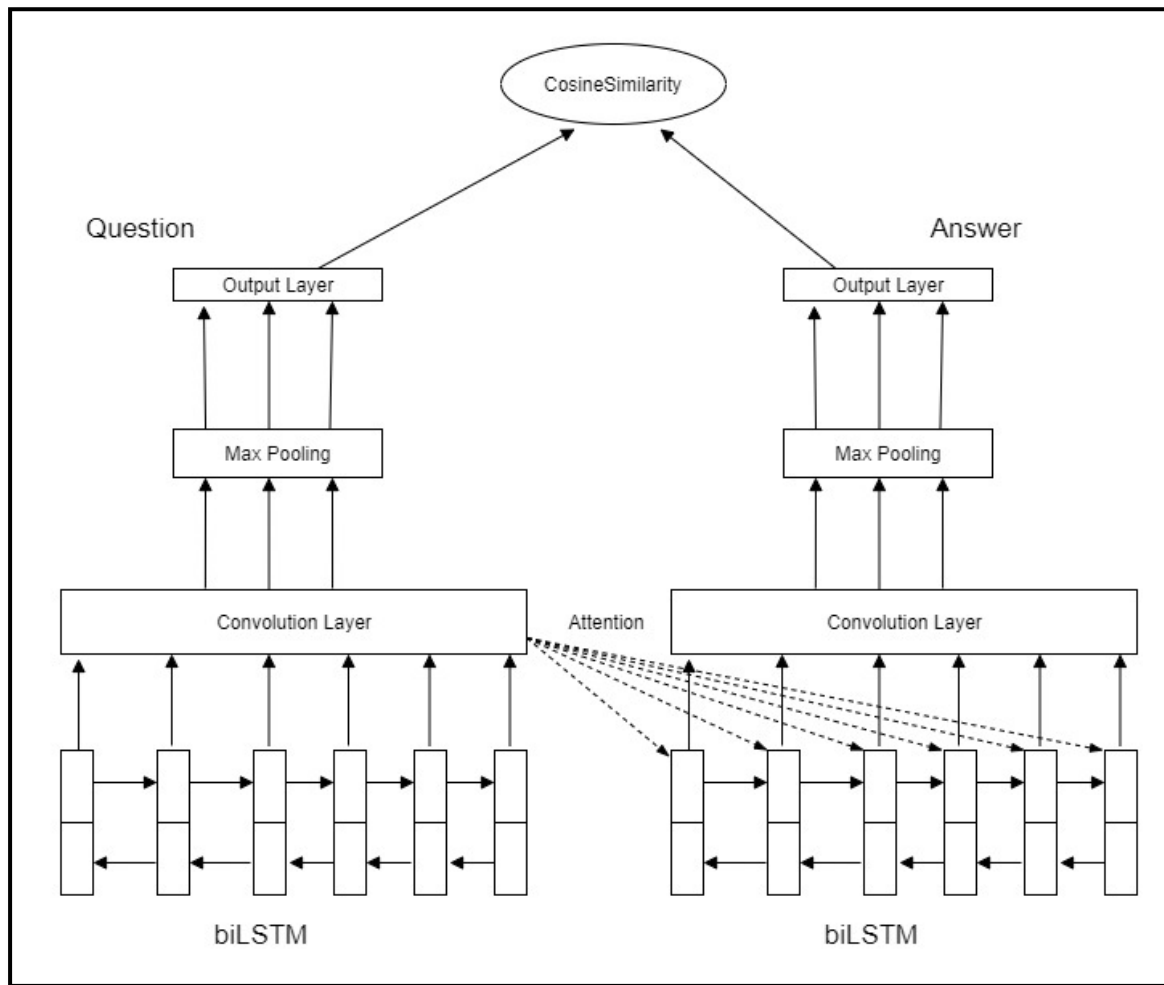 CosineSimilarity
Question
Answer
Output Layer
Output Layer
Max Pooling
Max Pooling
Convolution Layer
Attention
Convolution Layer
biLSTM
biLSTM